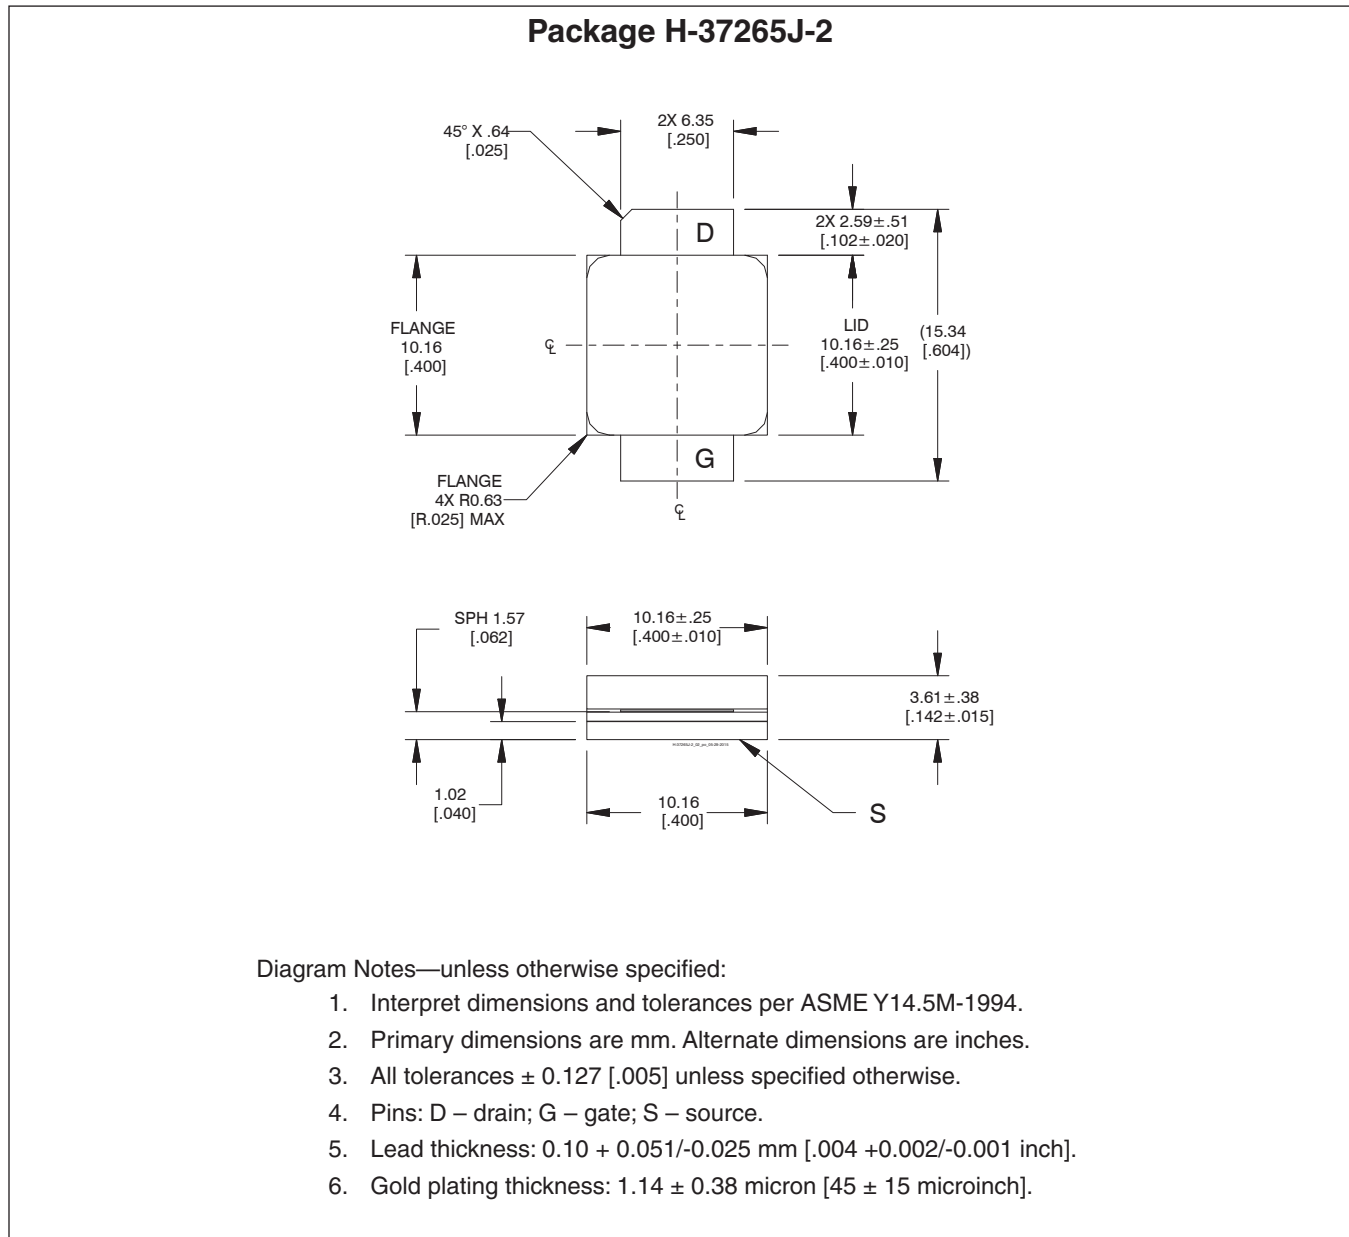 Package H-37265J-2
45° X .64
[.025]
2X 6.35
[.250]
2X 2.59±.51
[.102±.020]
D
FLANGE
10.16
[.400]
℄
LID
10.16±.25
[.400±.010]
(15.34
[.604])
G
FLANGE
4X R0.63
[R.025] MAX
℄
SPH 1.57
[.062]
10.16±.25
[.400±.010]
3.61±.38
[.142±.015]
1.02
[.040]
10.16
[.400]
S
Diagram Notes—unless otherwise specified:
1. Interpret dimensions and tolerances per ASME Y14.5M-1994.
2. Primary dimensions are mm. Alternate dimensions are inches.
3. All tolerances ± 0.127 [.005] unless specified otherwise.
4. Pins: D – drain; G – gate; S – source.
5. Lead thickness: 0.10 + 0.051/-0.025 mm [.004 +0.002/-0.001 inch].
6. Gold plating thickness: 1.14 ± 0.38 micron [45 ± 15 microinch].